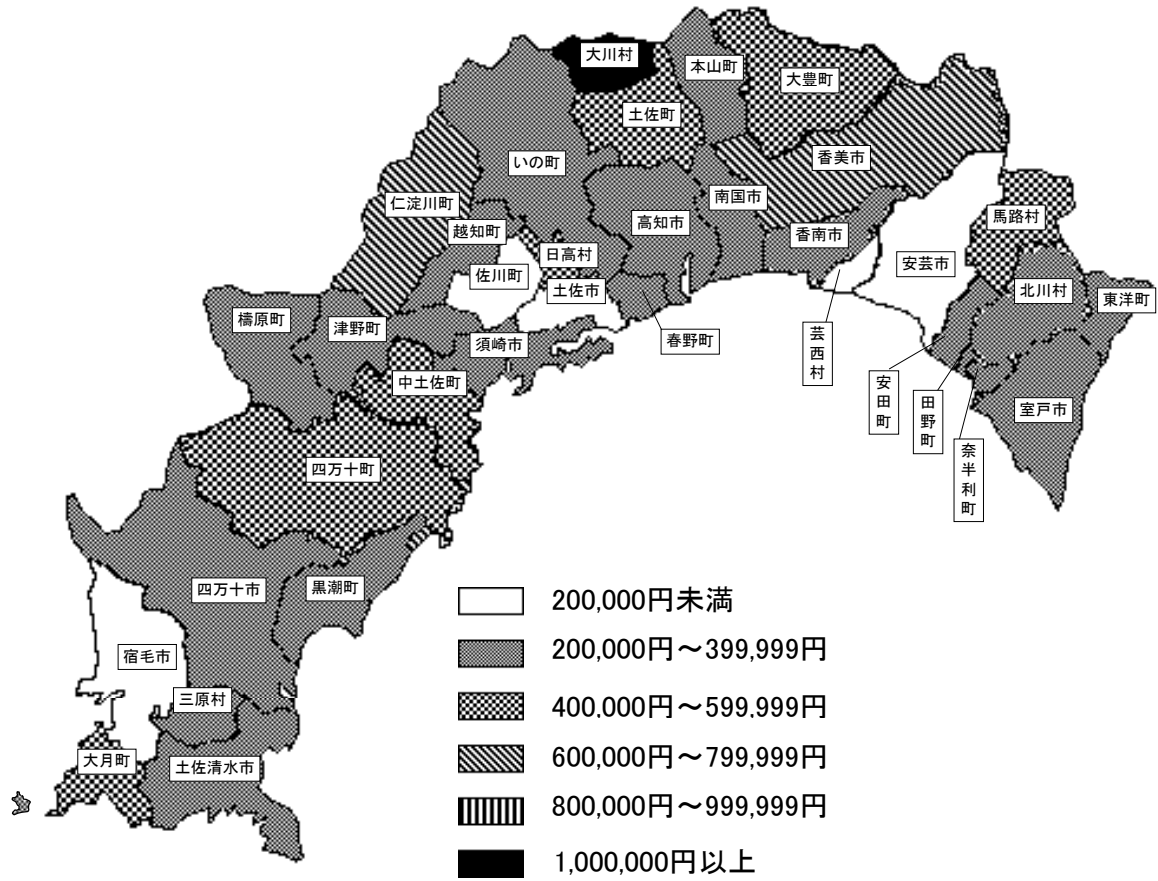 大川村
本山町
大豊町
土佐町
いの町
香美市
仁淀川町
南国市
馬路村
越知町
高知市
香南市
日高村
安芸市
佐川町
土佐市
北川村
東洋町
檮原町
津野町
須崎市
春野町
芸西村
中土佐町
安田町
田野町
奈半利町
室戸市
四万十町
四万十市
黒潮町
宿毛市
三原村
大月町
土佐清水市
200,000円未満
200,000円～399,999円
400,000円～599,999円
600,000円～799,999円
800,000円～999,999円
1,000,000円以上